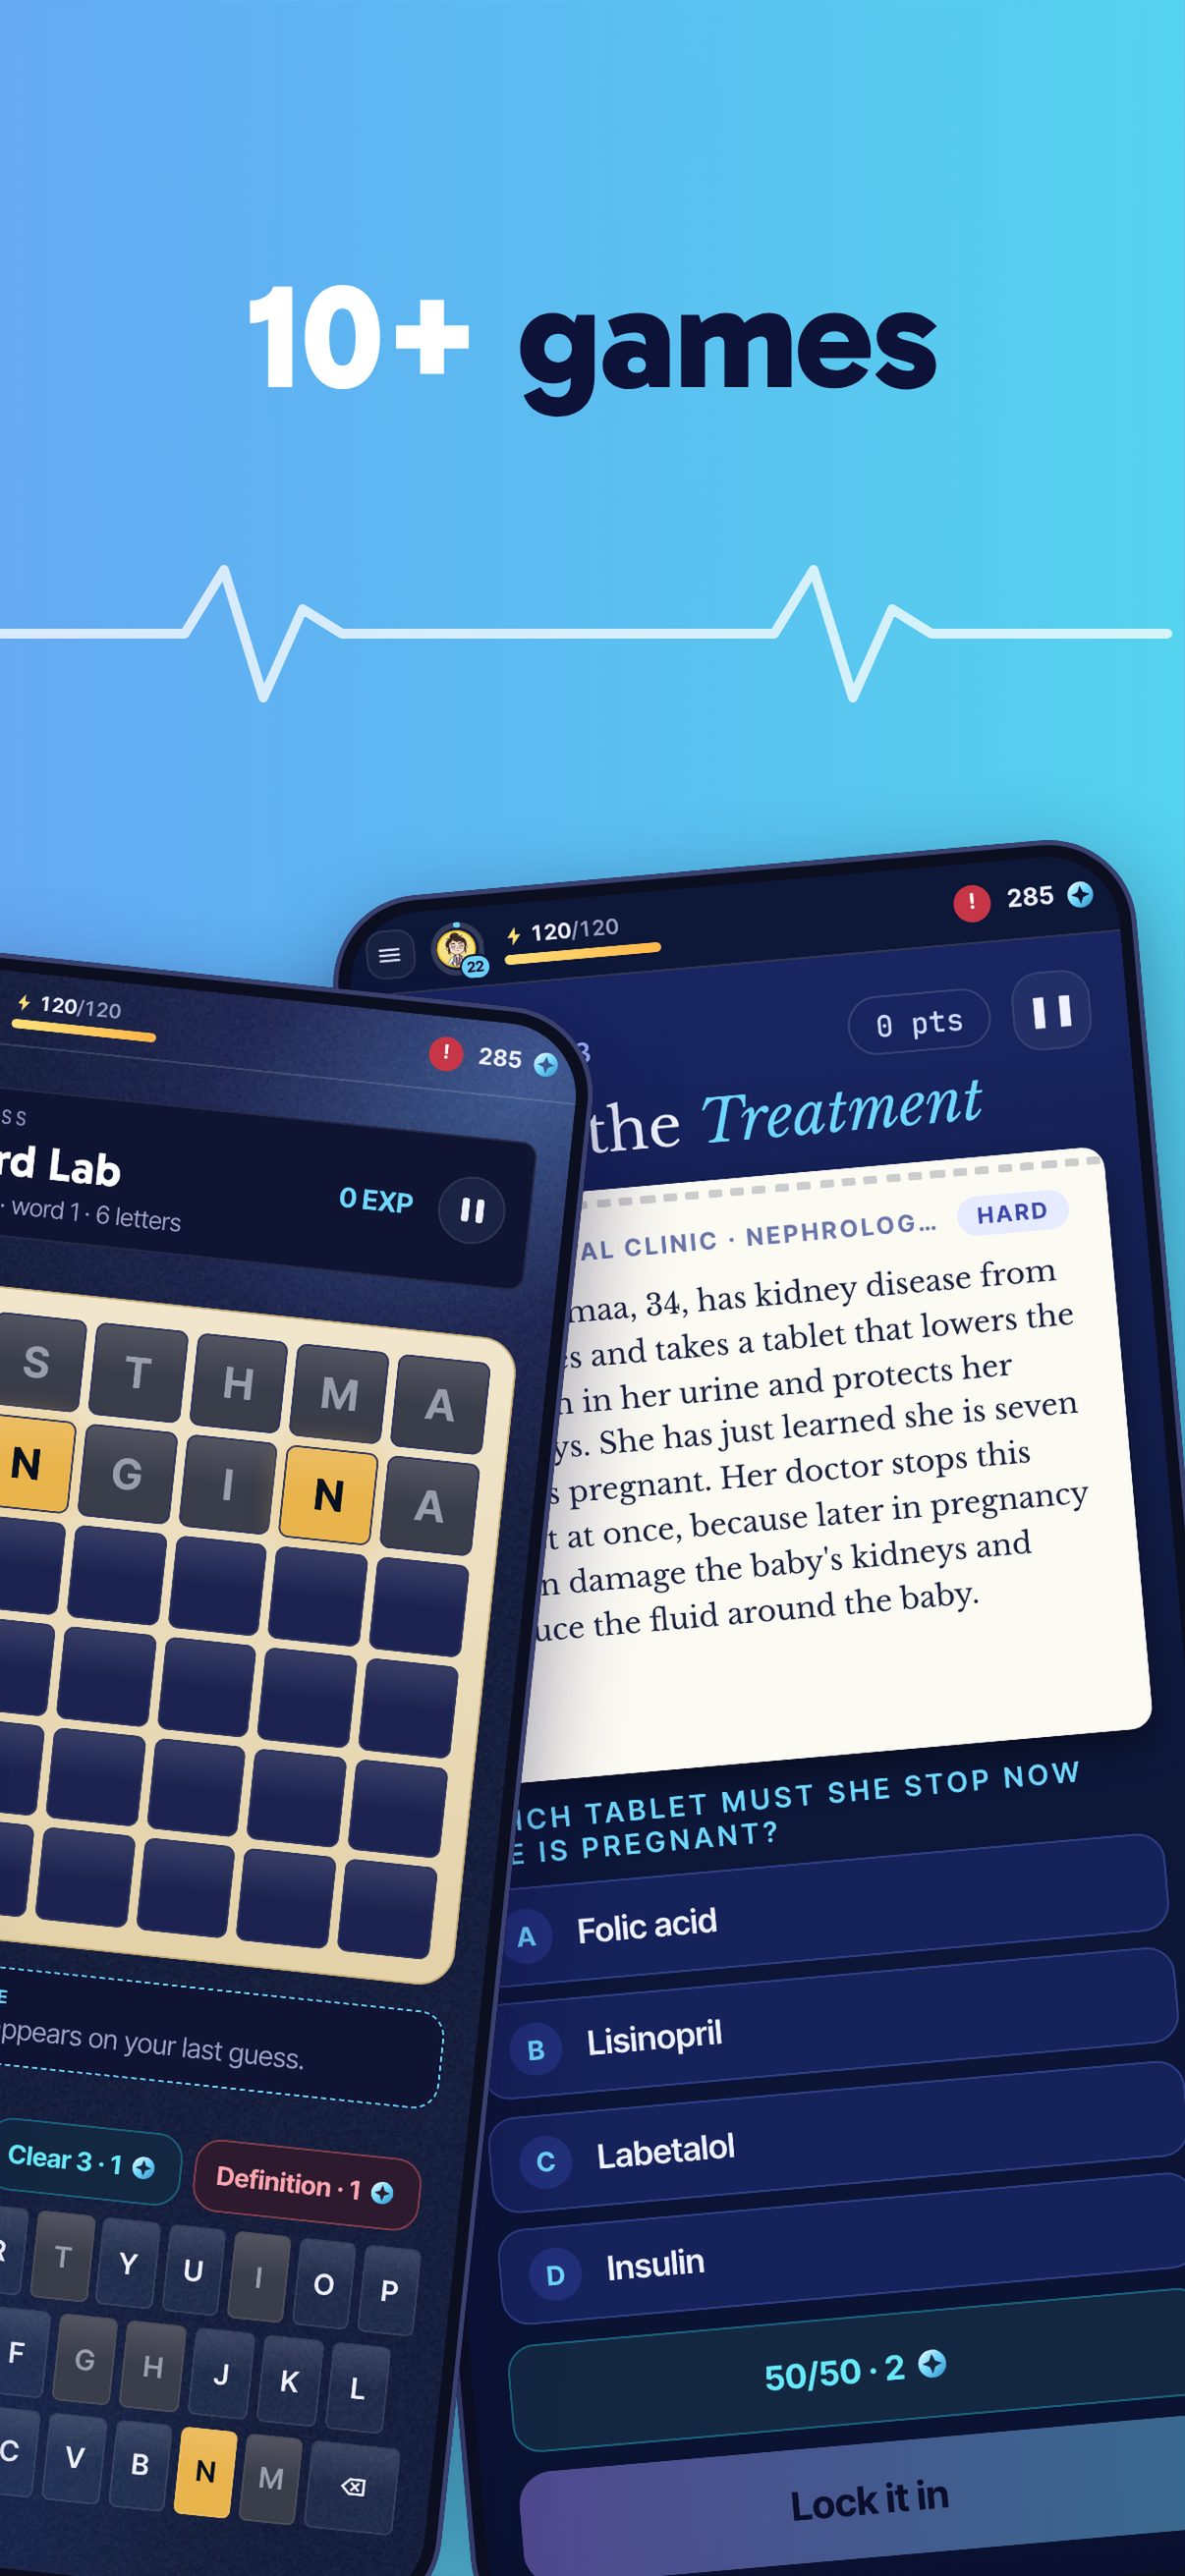 10+ games
120/120
285
22
0 pts
the Treatment
AL CLINIC · NEPHROLOG...
HARD
maa, 34, has kidney disease from
es and takes a tablet that lowers the
n in her urine and protects her
ys. She has just learned she is seven
s pregnant. Her doctor stops this
t at once, because later in pregnancy
n damage the baby's kidneys and
uce the fluid around the baby.
ICH TABLET MUST SHE STOP NOW
E IS PREGNANT?
A Folic acid
B Lisinopril
C Labetalol
D Insulin
50/50 · 2
Lock it in
120/120
! 285
SS
rd Lab
· word 1 · 6 letters
0 EXP
S T H M A
N G I N A
E
ppears on your last guess.
Clear 3 · 1
Definition · 1
R T Y U I O P
F G H J K L
C V B N M